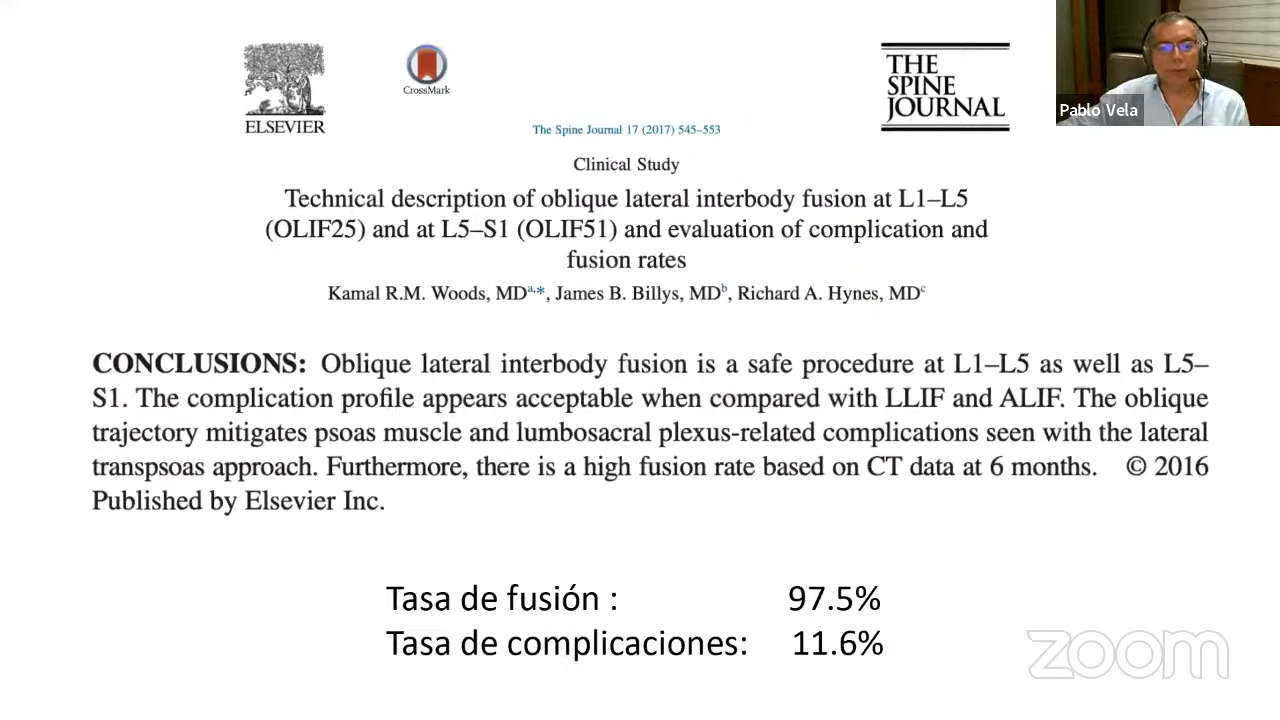 ELSEVIER
CrossMark
THE
SPINE
JOURNAL
Pablo Vela
The Spine Journal 17 (2017) 545–553
Clinical Study
Technical description of oblique lateral interbody fusion at L1–L5
(OLIF25) and at L5–S1 (OLIF51) and evaluation of complication and
fusion rates
Kamal R.M. Woods, MDa,*, James B. Billys, MDb, Richard A. Hynes, MDc
CONCLUSIONS: Oblique lateral interbody fusion is a safe procedure at L1–L5 as well as L5–
S1. The complication profile appears acceptable when compared with LLIF and ALIF. The oblique
trajectory mitigates psoas muscle and lumbosacral plexus-related complications seen with the lateral
transpsoas approach. Furthermore, there is a high fusion rate based on CT data at 6 months. © 2016
Published by Elsevier Inc.
Tasa de fusión : 97.5%
Tasa de complicaciones: 11.6%
zoom